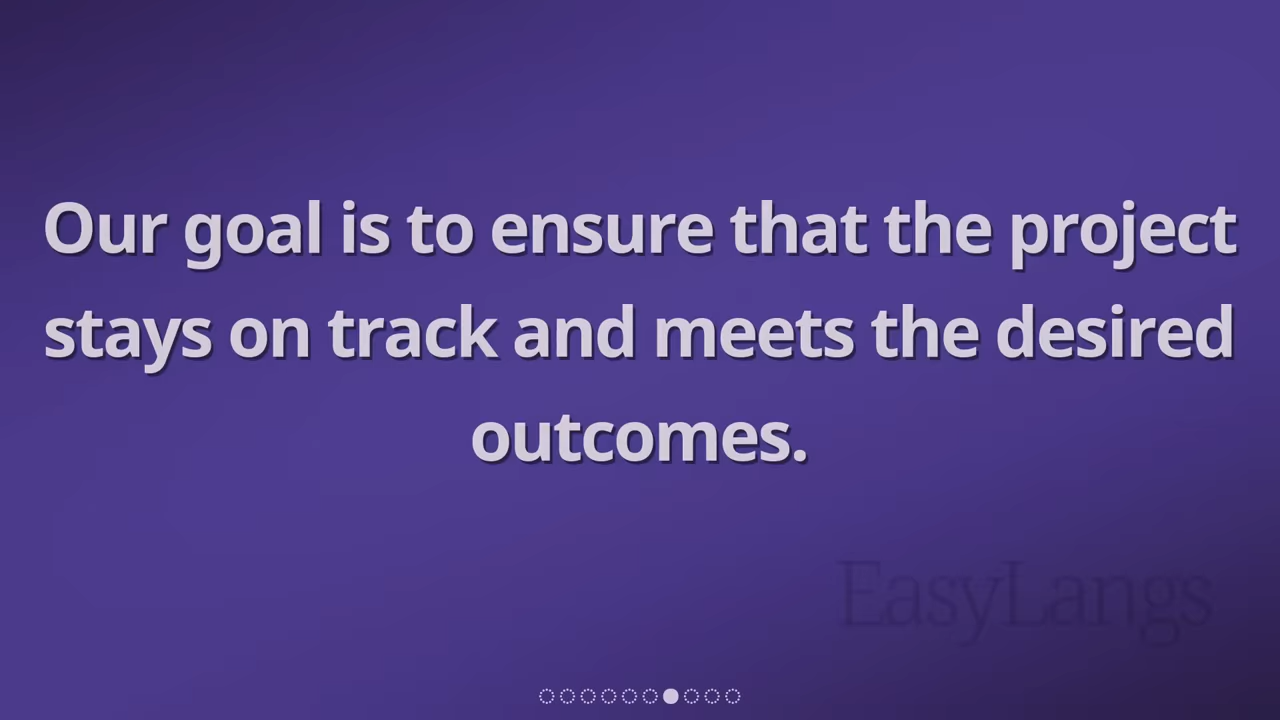 Our goal is to ensure that the project
stays on track and meets the desired
outcomes.
EasyLangs